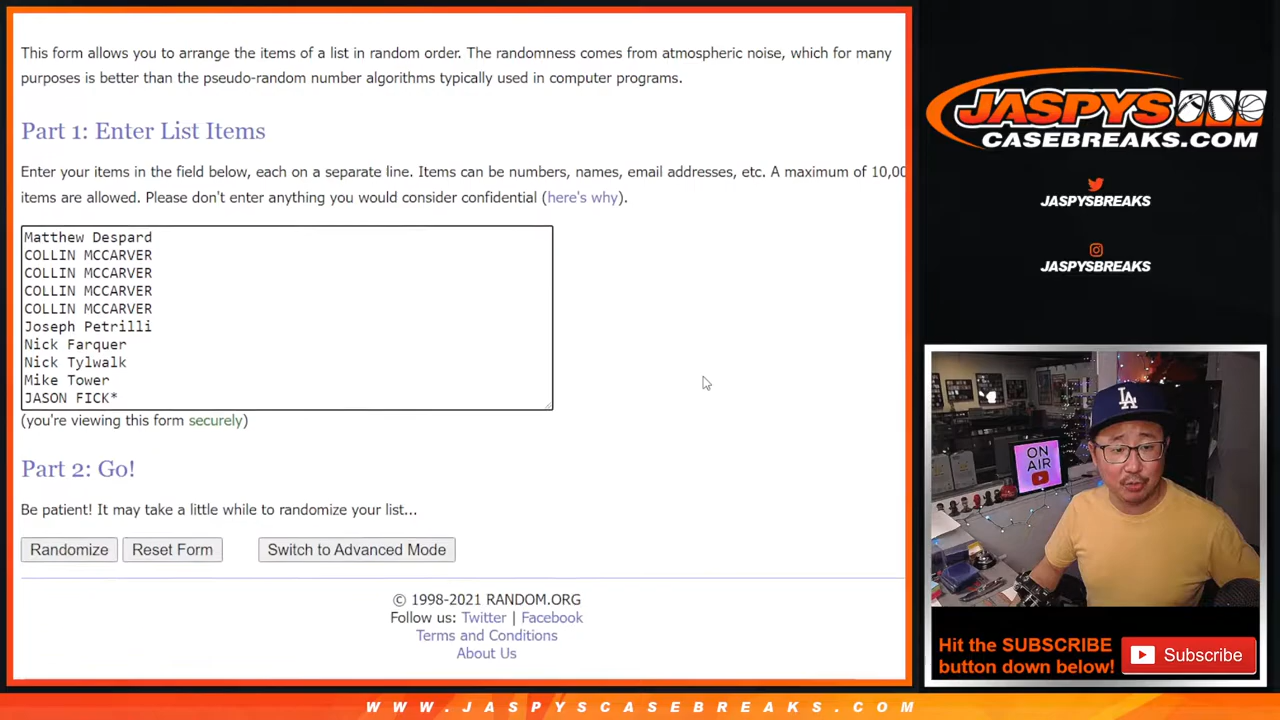 This form allows you to arrange the items of a list in random order. The randomness comes from atmospheric noise, which for many
purposes is better than the pseudo-random number algorithms typically used in computer programs.
Part 1: Enter List Items
Enter your items in the field below, each on a separate line. Items can be numbers, names, email addresses, etc. A maximum of 10,00
items are allowed. Please don't enter anything you would consider confidential (here's why).
Matthew Despard
COLLIN MCCARVER
COLLIN MCCARVER
COLLIN MCCARVER
COLLIN MCCARVER
Joseph Petrilli
Nick Farquer
Nick Tylwalk
Mike Tower
JASON FICK*
(you're viewing this form securely)
Part 2: Go!
Be patient! It may take a little while to randomize your list...
Randomize Reset Form Switch to Advanced Mode
© 1998-2021 RANDOM.ORG
Follow us: Twitter | Facebook
Terms and Conditions
About Us
JASPYS
CASEBREAKS.COM
JASPYSBREAKS
JASPYSBREAKS
LA
ON
AIR
Hit the SUBSCRIBE
button down below!
Subscribe
WWW.JASPYSCASEBREAKS.COM